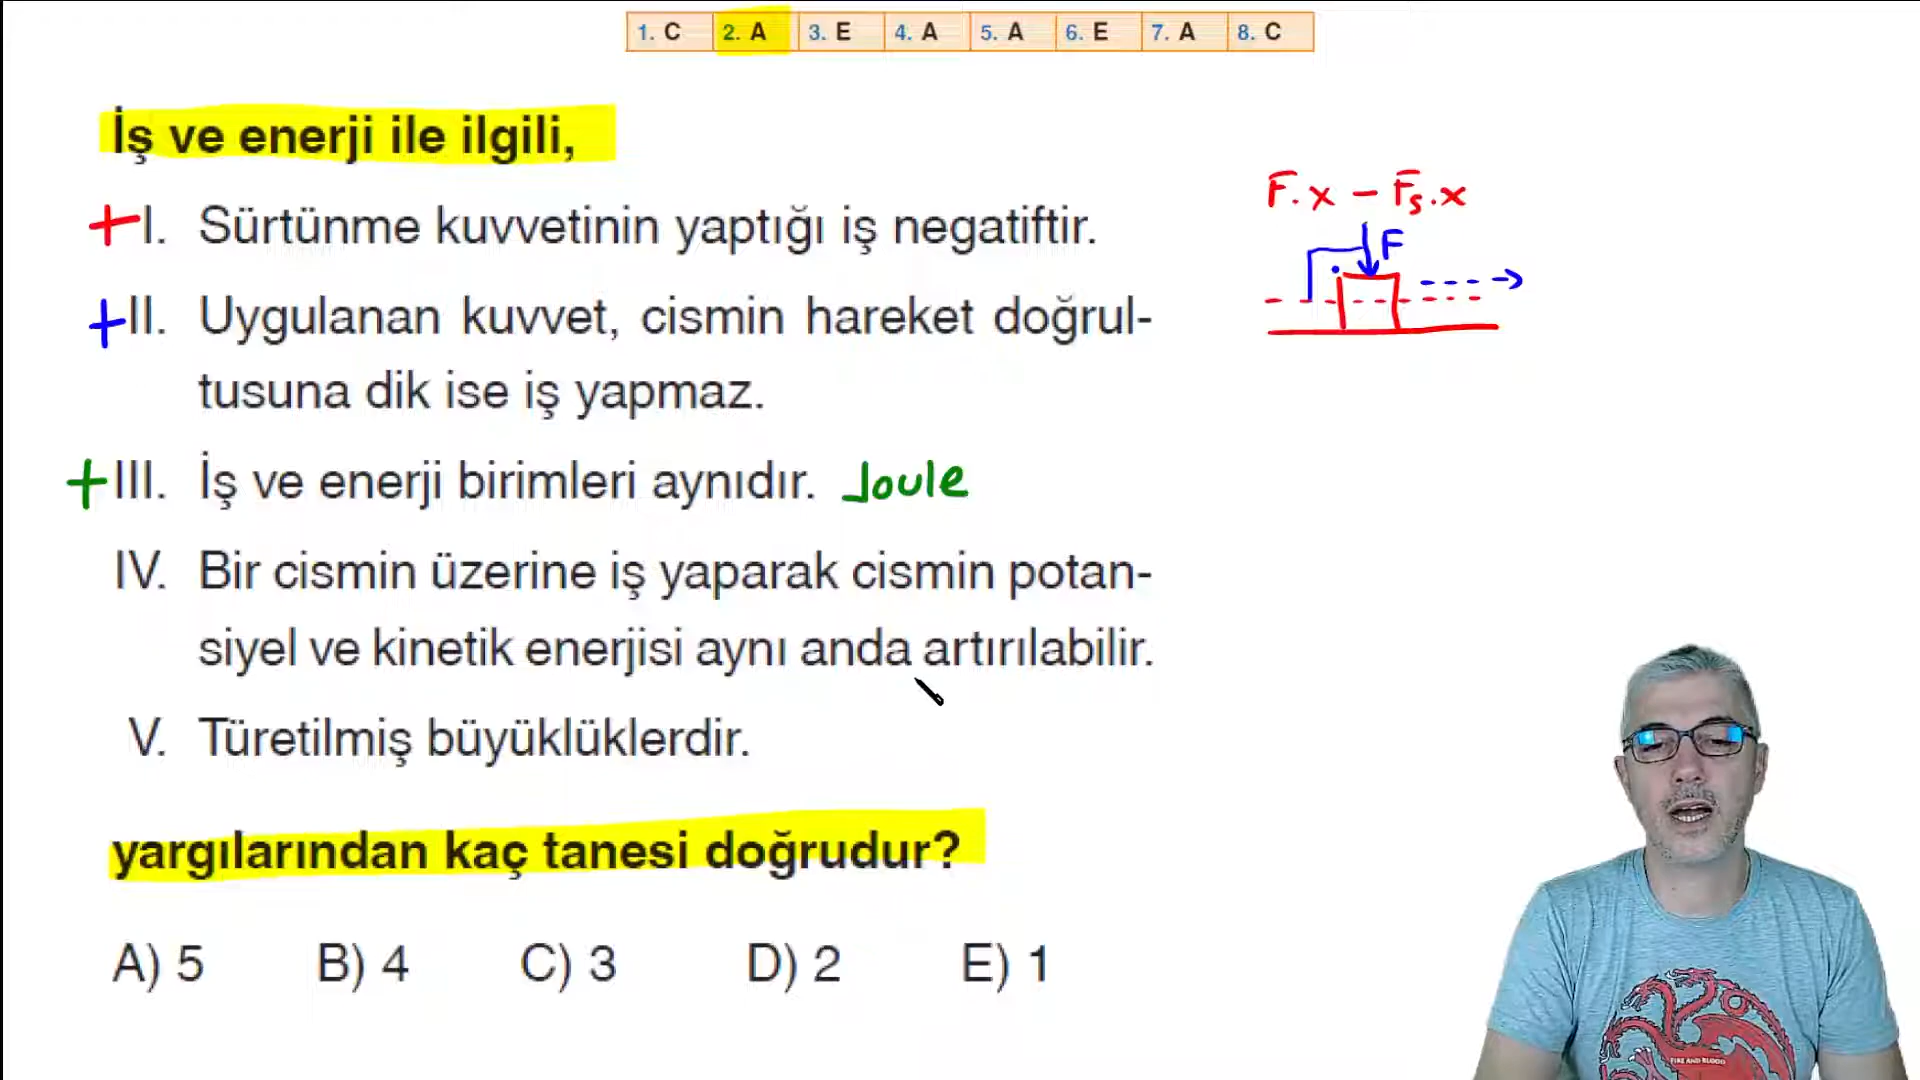 1. C 2. A 3. E 4. A 5. A 6. E 7. A 8. C
İş ve enerji ile ilgili,
+I. Sürtünme kuvvetinin yaptığı iş negatiftir.
F.x − Fs.x
F
+II. Uygulanan kuvvet, cismin hareket doğrul-
tusuna dik ise iş yapmaz.
+III. İş ve enerji birimleri aynıdır. Joule
IV. Bir cismin üzerine iş yaparak cismin potan-
siyel ve kinetik enerjisi aynı anda artırılabilir.
V. Türetilmiş büyüklüklerdir.
yargılarından kaç tanesi doğrudur?
A) 5 B) 4 C) 3 D) 2 E) 1
FIRE AND BLOOD